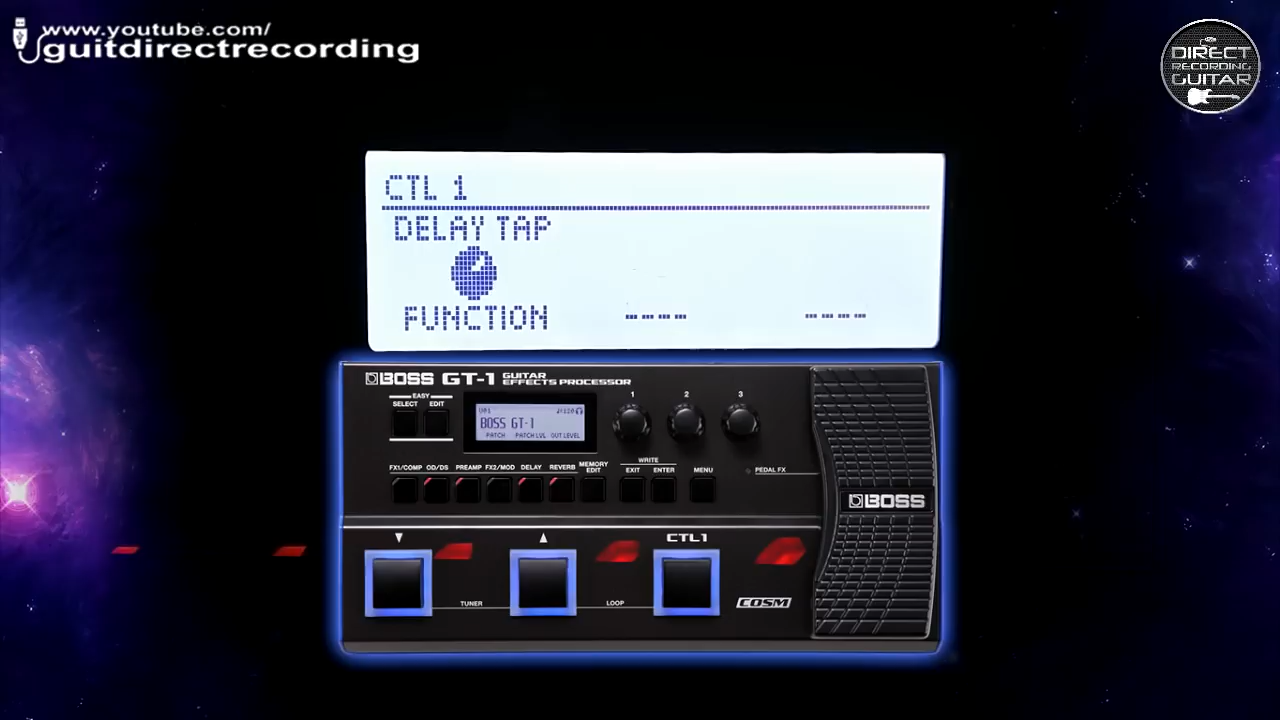 www.youtube.com/
guitdirectrecording
DIRECT
RECORDING
GUITAR
CTL 1
DELAY TAP
FUNCTION ---- ----
BOSS GT-1 GUITAR
EFFECTS PROCESSOR
EASY
SELECT EDIT
1 2 3
U01 ♩120
BOSS GT-1
PATCH PATCH LVL OUT LEVEL
FX1/COMP OD/DS PREAMP FX2/MOD DELAY REVERB MEMORY
EDIT
WRITE
EXIT ENTER MENU
PEDAL FX
BOSS
▼ ▲ CTL1
TUNER LOOP COSM